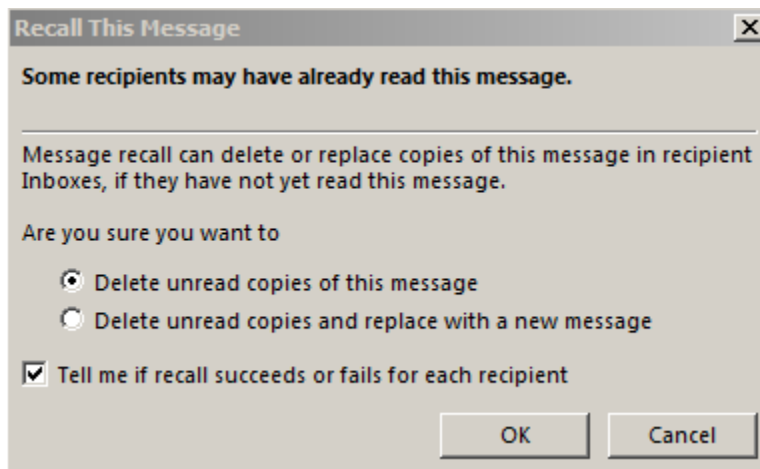 Recall This Message
Some recipients may have already read this message.
Message recall can delete or replace copies of this message in recipient
Inboxes, if they have not yet read this message.
Are you sure you want to
Delete unread copies of this message
Delete unread copies and replace with a new message
Tell me if recall succeeds or fails for each recipient
OK Cancel